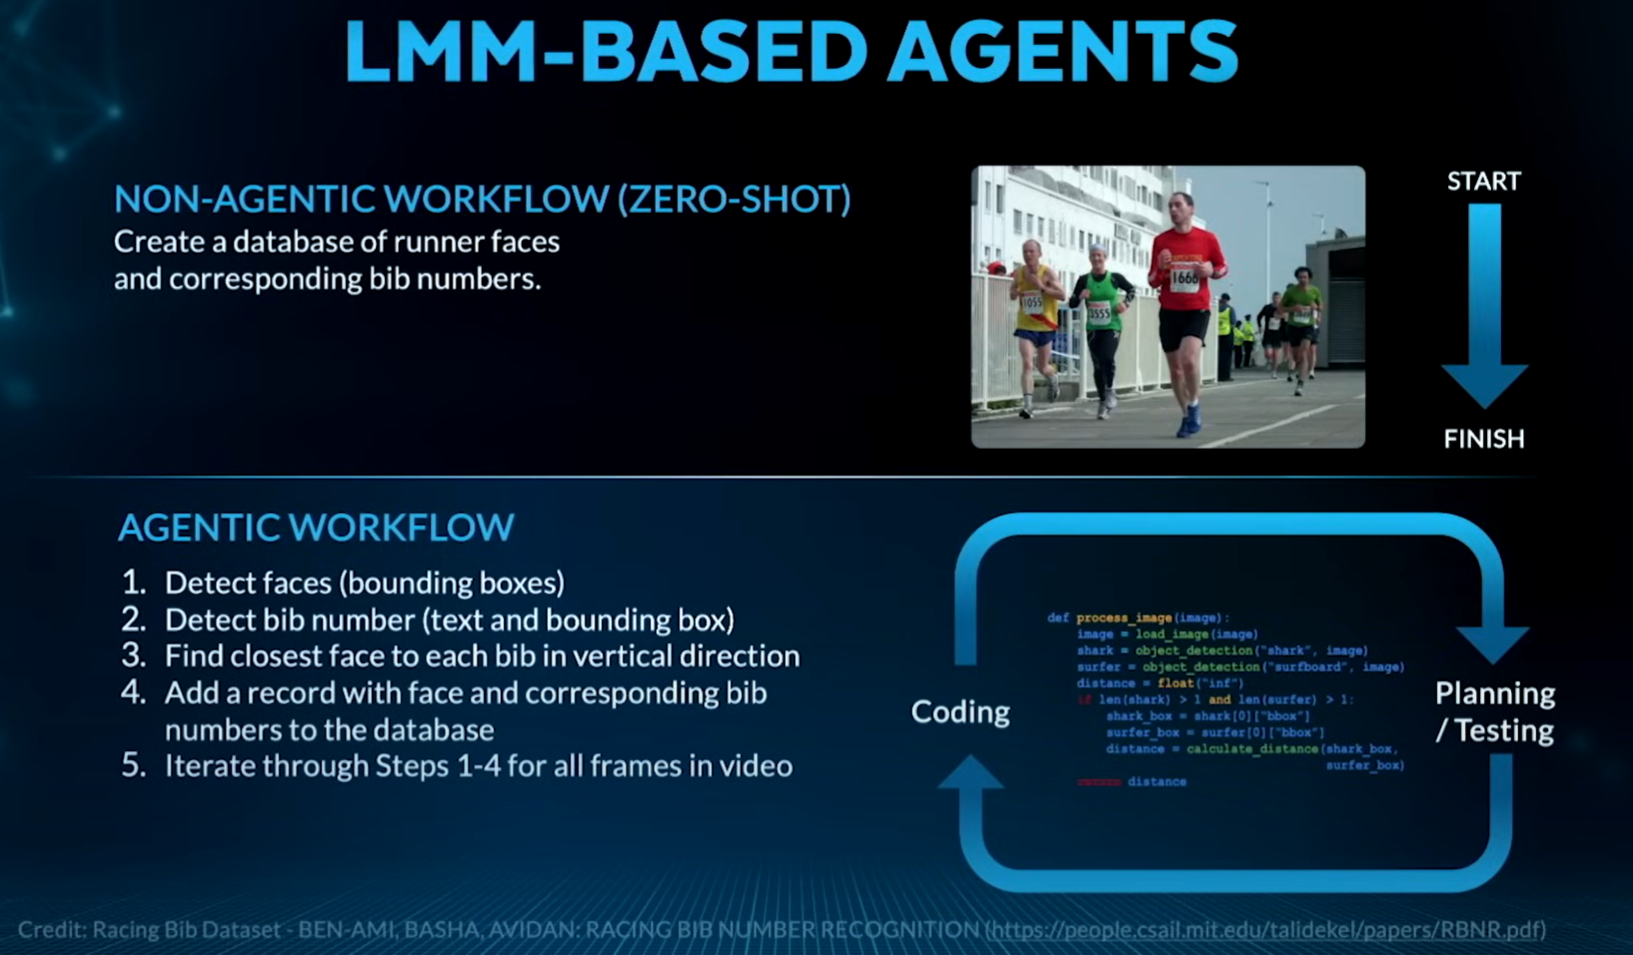 LMM-BASED AGENTS
NON-AGENTIC WORKFLOW (ZERO-SHOT)
Create a database of runner faces
and corresponding bib numbers.
START
1055
3555
1666
FINISH
AGENTIC WORKFLOW
1. Detect faces (bounding boxes)
2. Detect bib number (text and bounding box)
3. Find closest face to each bib in vertical direction
4. Add a record with face and corresponding bib
numbers to the database
5. Iterate through Steps 1-4 for all frames in video
Coding
def process_image(image):
image = load_image(image)
shark = object_detection("shark", image)
surfer = object_detection("surfboard", image)
distance = float("inf")
if len(shark) > 1 and len(surfer) > 1:
shark_box = shark[0]["bbox"]
surfer_box = surfer[0]["bbox"]
distance = calculate_distance(shark_box,
surfer_box)
distance
Planning
/ Testing
Credit: Racing Bib Dataset - BEN-AMI, BASHA, AVIDAN: RACING BIB NUMBER RECOGNITION (https://people.csail.mit.edu/talidekel/papers/RBNR.pdf)